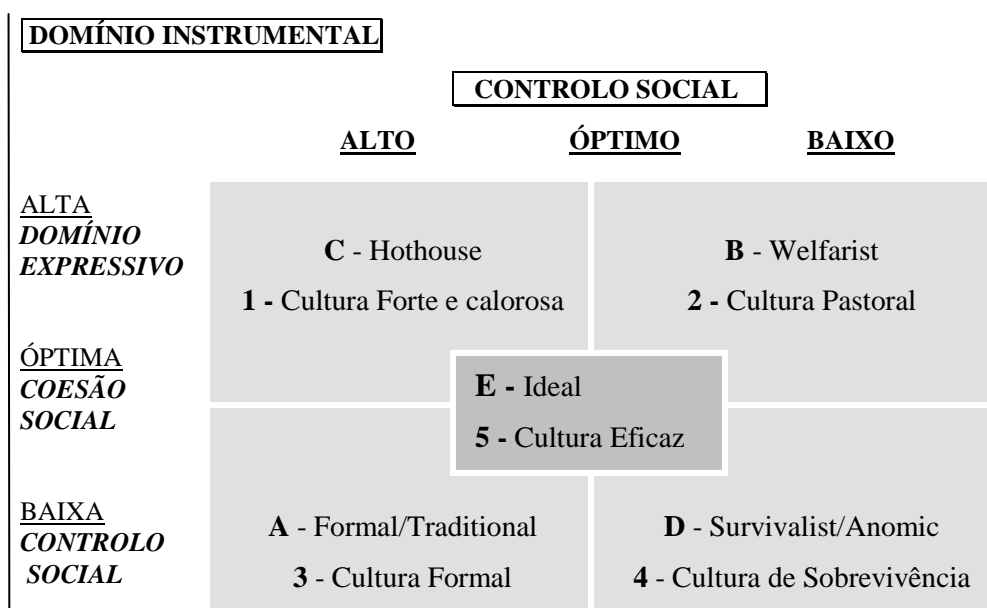 DOMÍNIO INSTRUMENTAL
CONTROLO SOCIAL
ALTO ÓPTIMO BAIXO
ALTA
DOMÍNIO
EXPRESSIVO
C - Hothouse
1 - Cultura Forte e calorosa
B - Welfarist
2 - Cultura Pastoral
ÓPTIMA
COESÃO
SOCIAL
E - Ideal
5 - Cultura Eficaz
BAIXA
CONTROLO
SOCIAL
A - Formal/Traditional
3 - Cultura Formal
D - Survivalist/Anomic
4 - Cultura de Sobrevivência